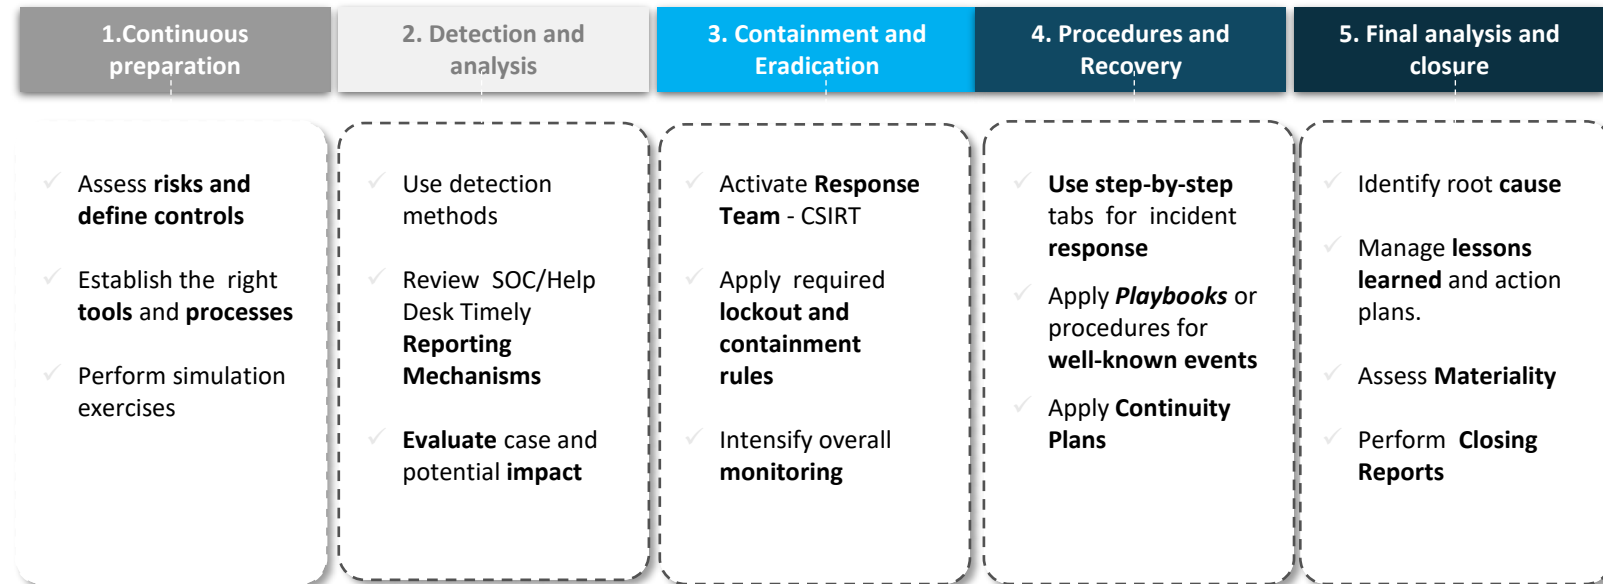 1.Continuous
preparation
2. Detection and
analysis
3. Containment and
Eradication
4. Procedures and
Recovery
5. Final analysis and
closure
Assess risks and
define controls
Establish the right
tools and processes
Perform simulation
exercises
Use detection
methods
Review SOC/Help
Desk Timely
Reporting
Mechanisms
Evaluate case and
potential impact
Activate Response
Team - CSIRT
Apply required
lockout and
containment
rules
Intensify overall
monitoring
Use step-by-step
tabs for incident
response
Apply Playbooks or
procedures for
well-known events
Apply Continuity
Plans
Identify root cause
Manage lessons
learned and action
plans.
Assess Materiality
Perform Closing
Reports